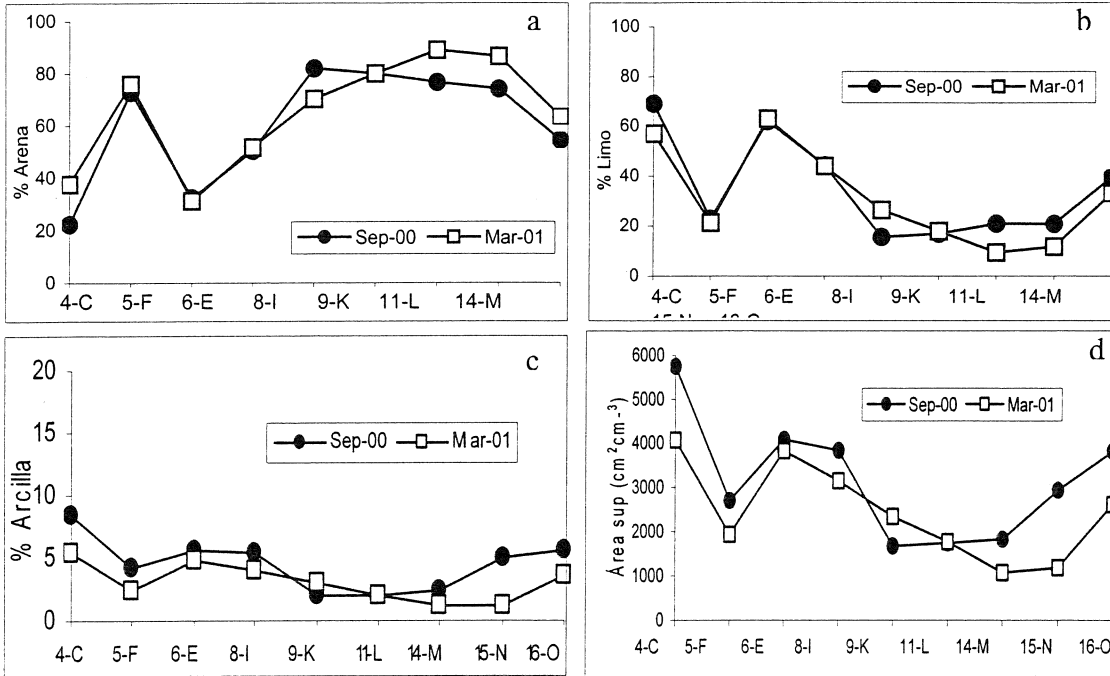 a
% Arena
100
80
60
40
20
0
Sep-00 Mar-01
4-C 5-F 6-E 8-I 9-K 11-L 14-M
b
% Limo
100
80
60
40
20
0
Sep-00 Mar-01
4-C 5-F 6-E 8-I 9-K 11-L 14-M
c
% Arcilla
20
15
10
5
0
Sep-00 Mar-01
4-C 5-F 6-E 8-I 9-K 11-L 14-M 15-N 16-O
d
Área sup (cm²cm-³)
6000
5000
4000
3000
2000
1000
0
Sep-00 Mar-01
4-C 5-F 6-E 8-I 9-K 11-L 14-M 15-N 16-O